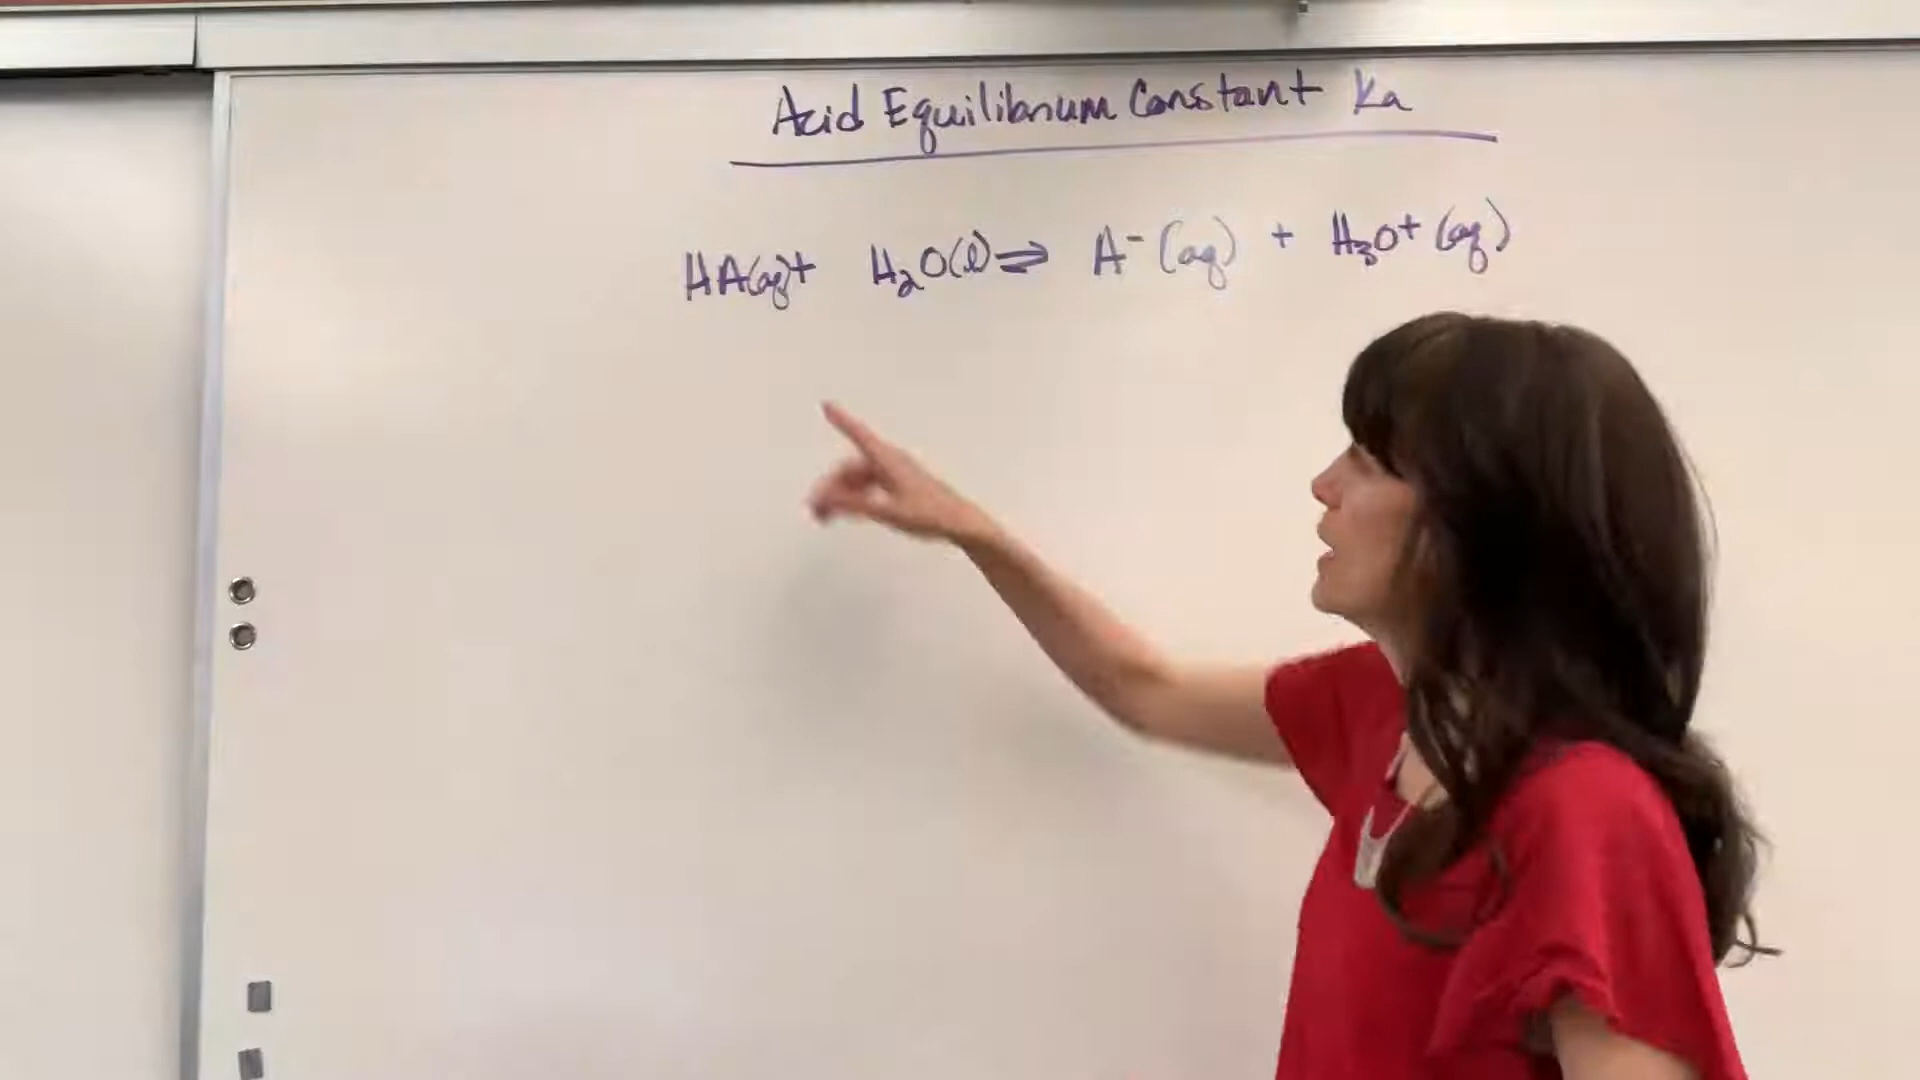 Acid Equilibrium Constant Ka
HA(aq) + H₂O(l) ⇌ A⁻(aq) + H₃O⁺(aq)